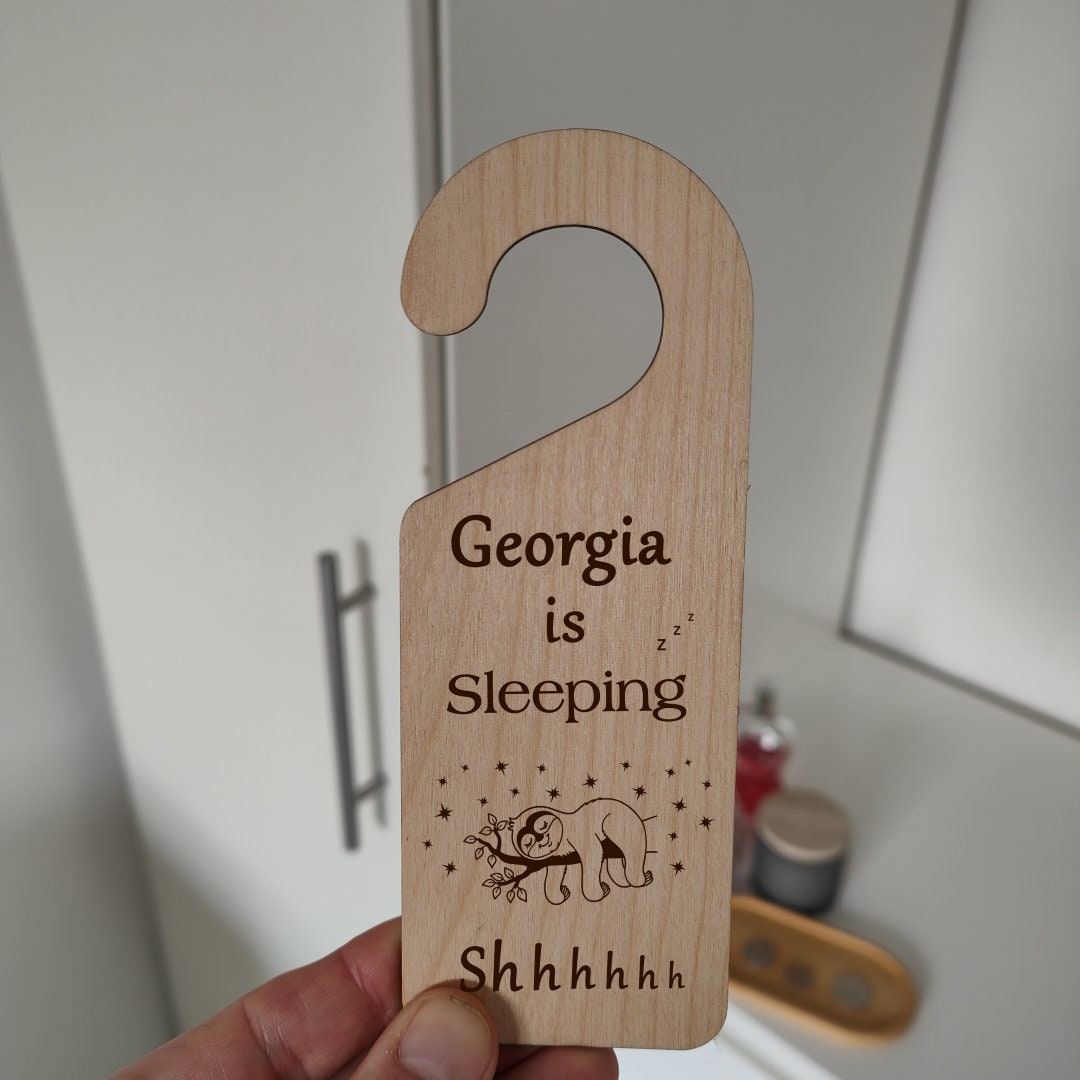 Georgia
is
z z z
Sleeping
Shhhhhh